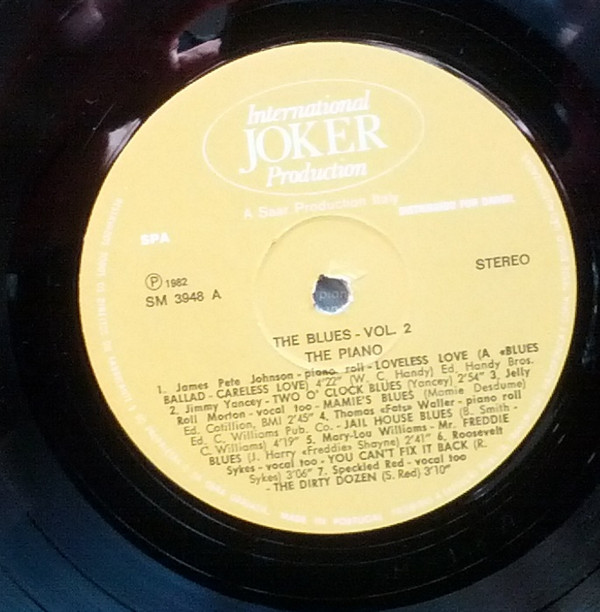 International
JOKER
Production
A Saar Production Italy
SPA
STEREO
Ⓟ 1982
SM 3948 A
THE BLUES - VOL. 2
THE PIANO
1. James Pete Johnson - piano roll - LOVELESS LOVE (A «BLUES
BALLAD - CARELESS LOVE) 4'22" (W. C. Handy) Ed. Handy Bros.
2. Jimmy Yancey - TWO O' CLOCK BLUES (Yancey) 2'54" 3. Jelly
Roll Morton - vocal too - MAMIE'S BLUES (Mamie Desdume)
Ed. Cotillion, BMI 2'45" 4. Thomas «Fats» Waller - piano roll
Ed. C. Williams Pub. Co. - JAIL HOUSE BLUES (B. Smith -
C. Williams) 4'19" 5. Mary-Lou Williams - Mr. FREDDIE
BLUES (J. Harry «Freddie» Shayne) 2'41" 6. Roosevelt
Sykes - vocal too - YOU CAN'T FIX IT BACK (R.
Sykes) 3'06" 7. Speckled Red - vocal too
- THE DIRTY DOZEN (S. Red) 3'10"
MADE IN PORTUGAL